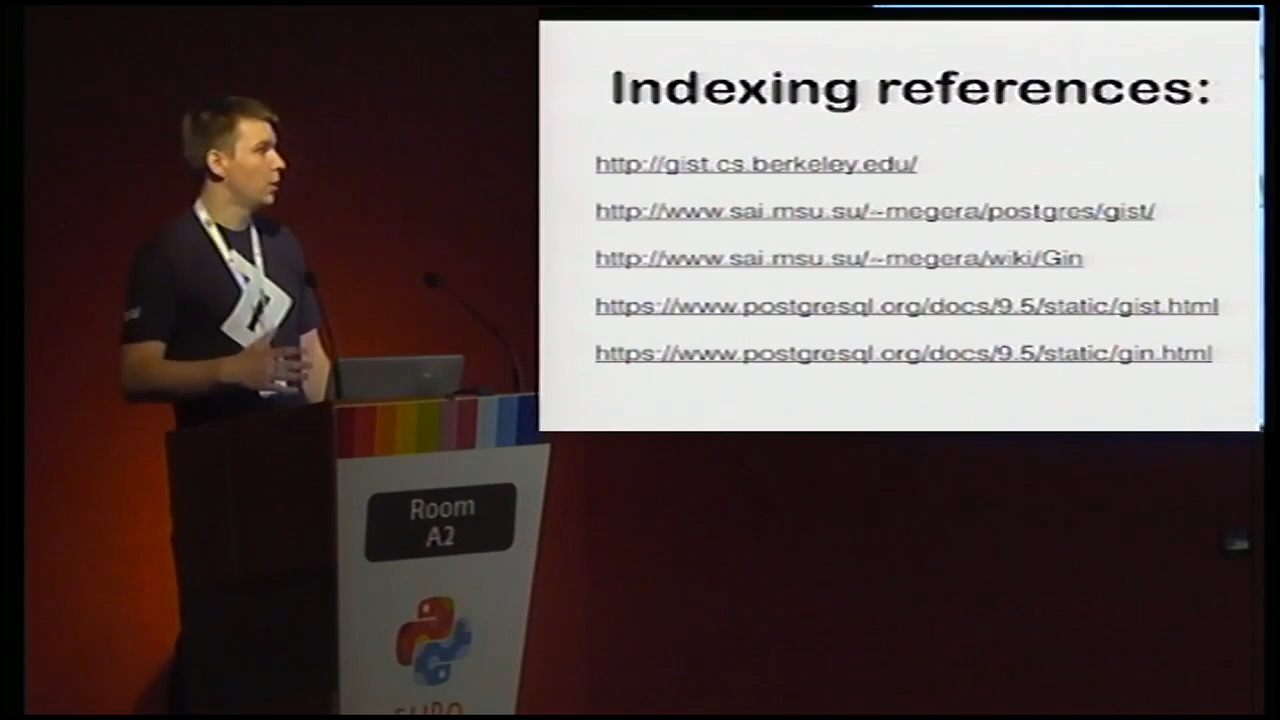 Indexing references:
http://gist.cs.berkeley.edu/
http://www.sai.msu.su/~megera/postgres/gist/
http://www.sai.msu.su/~megera/wiki/Gin
https://www.postgresql.org/docs/9.5/static/gist.html
https://www.postgresql.org/docs/9.5/static/gin.html
Room
A2
EURO